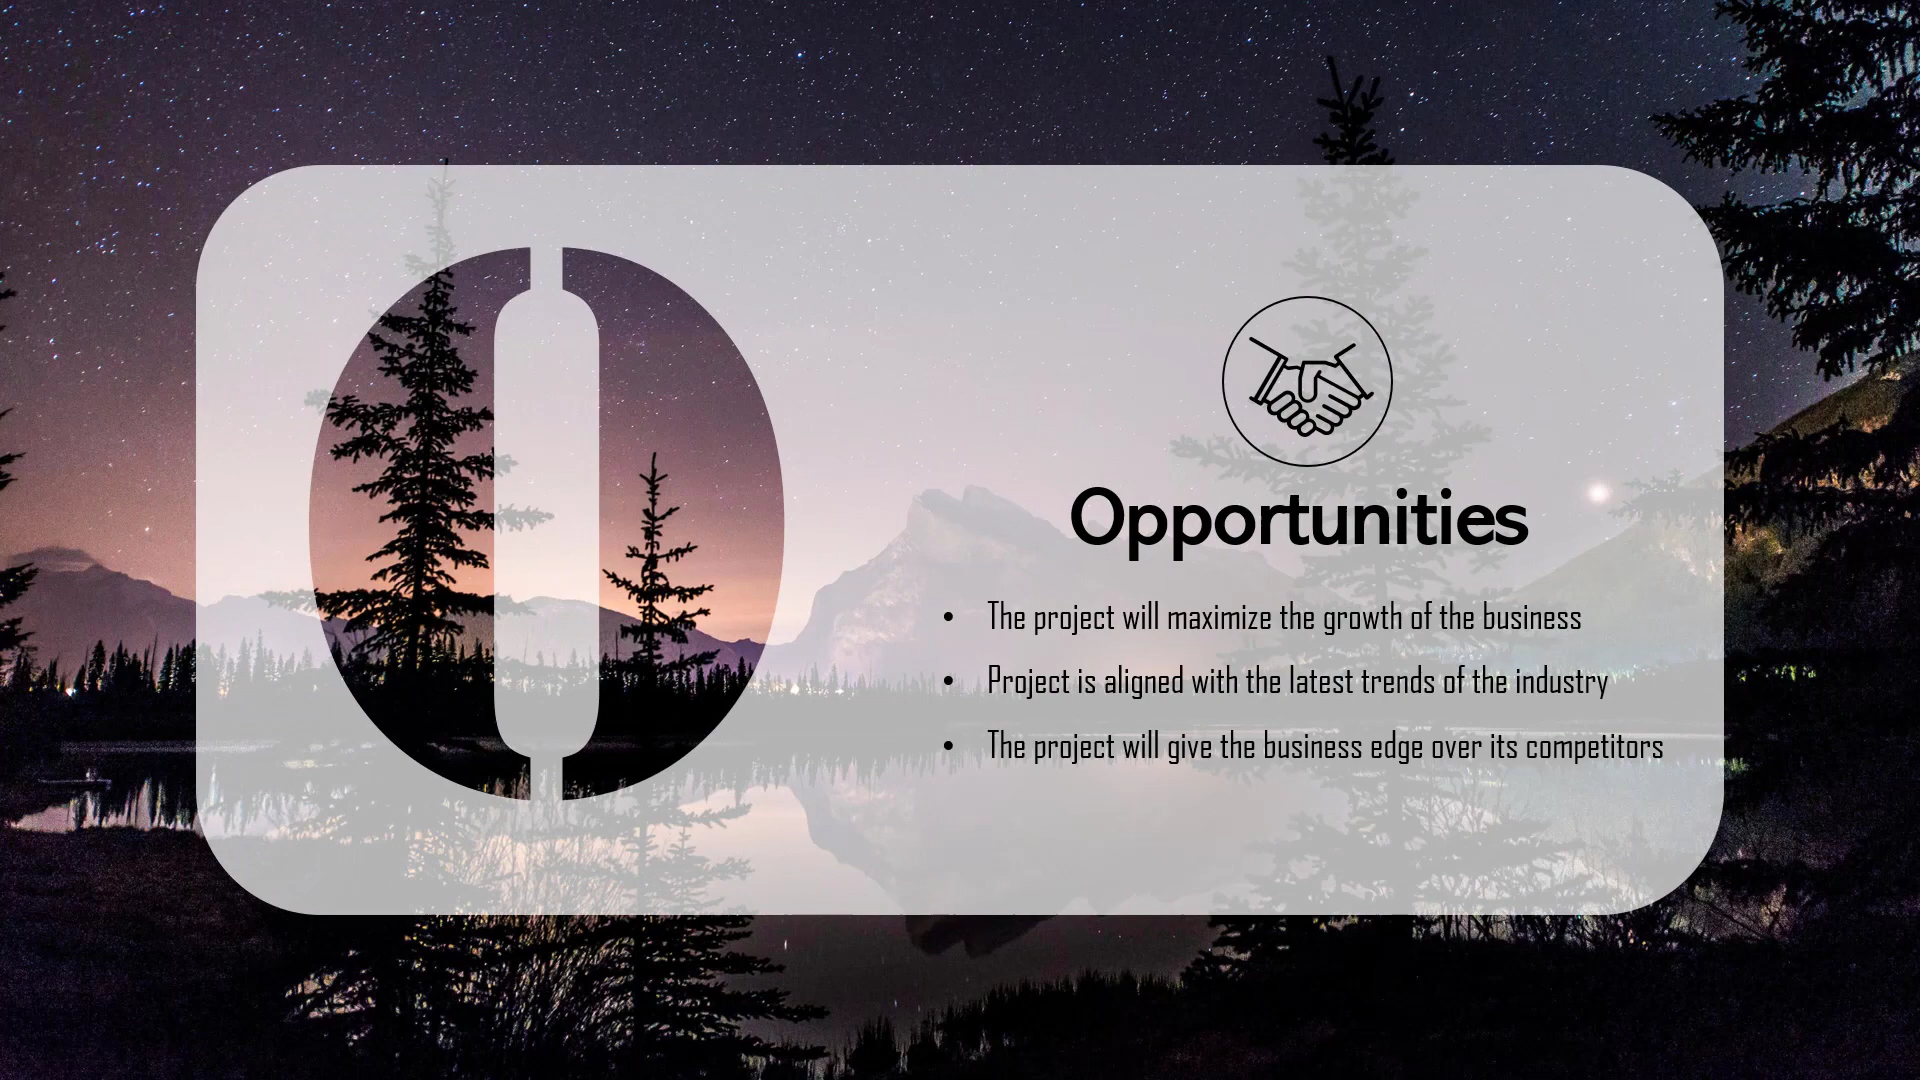 O
Opportunities
• The project will maximize the growth of the business
• Project is aligned with the latest trends of the industry
• The project will give the business edge over its competitors